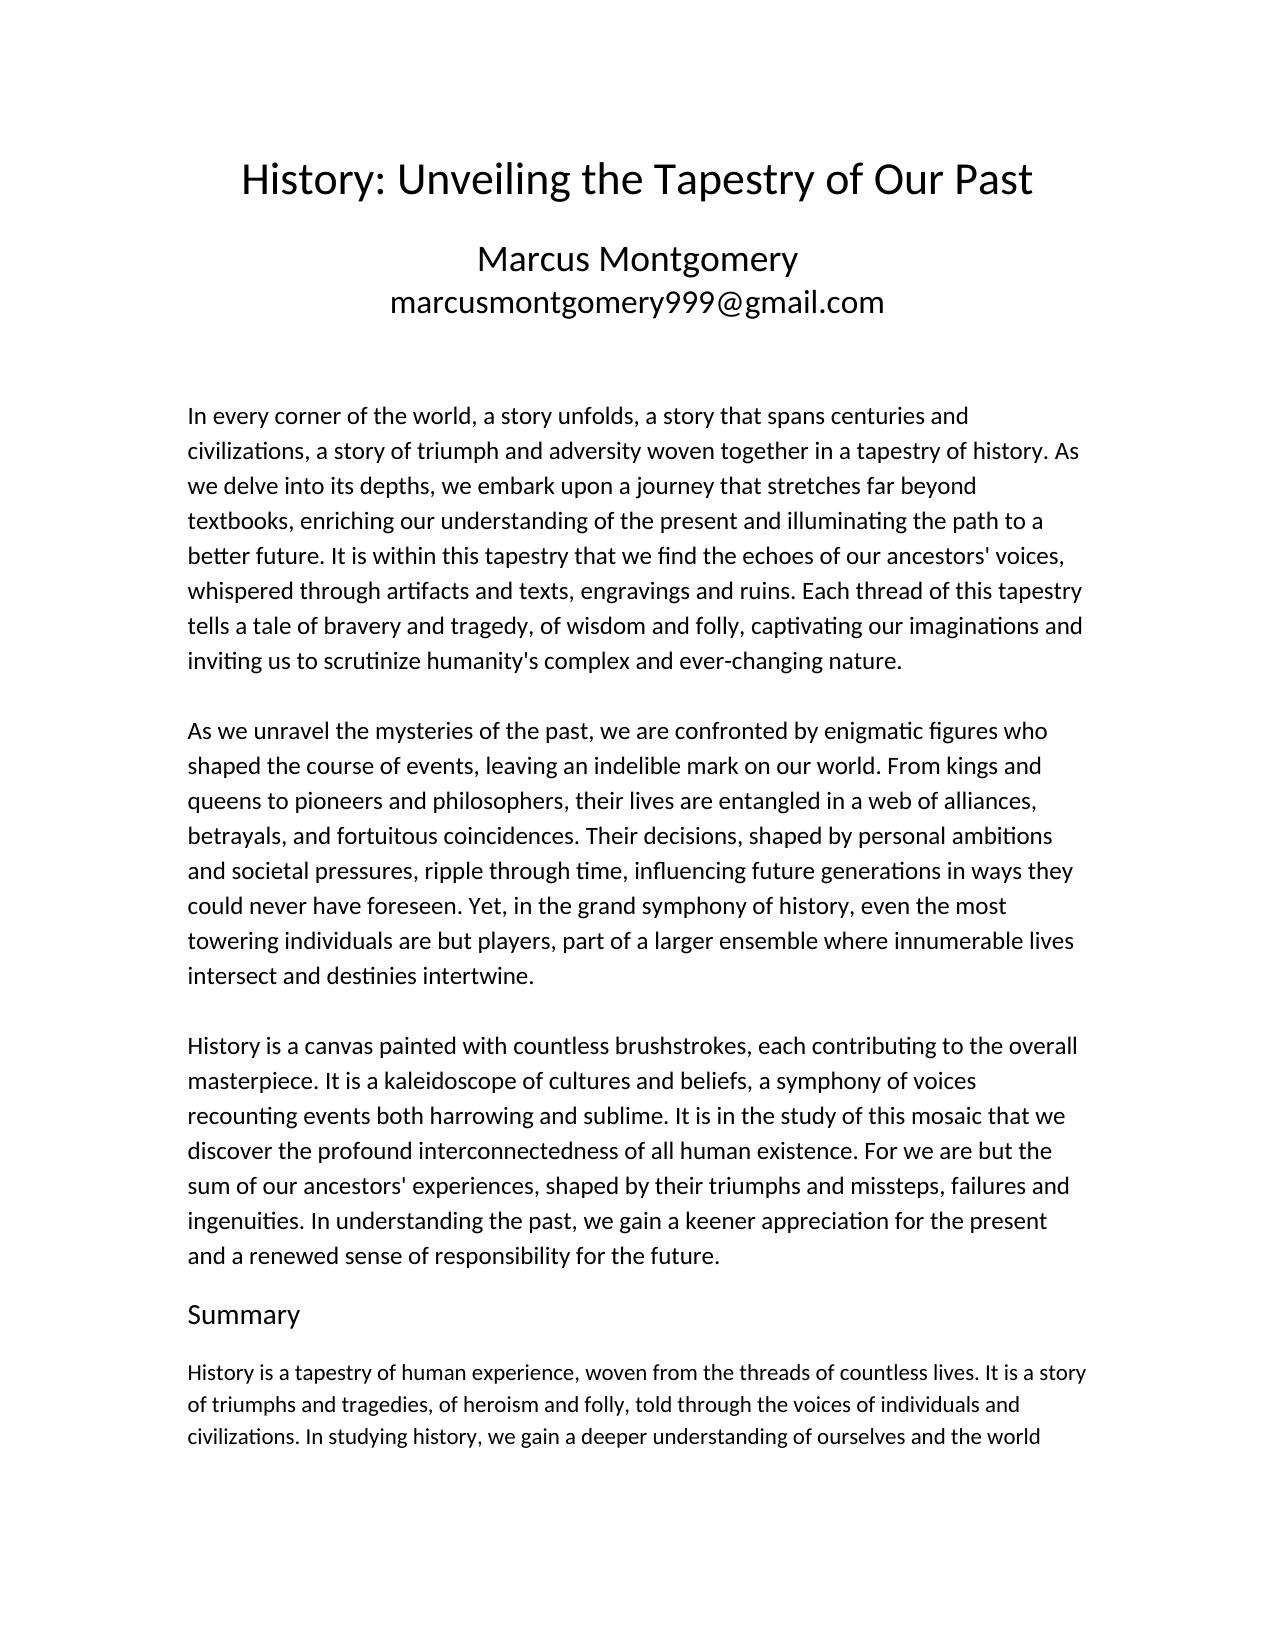 History: Unveiling the Tapestry of Our Past
Marcus Montgomery
marcusmontgomery999@gmail.com
In every corner of the world, a story unfolds, a story that spans centuries and
civilizations, a story of triumph and adversity woven together in a tapestry of history. As
we delve into its depths, we embark upon a journey that stretches far beyond
textbooks, enriching our understanding of the present and illuminating the path to a
better future. It is within this tapestry that we find the echoes of our ancestors' voices,
whispered through artifacts and texts, engravings and ruins. Each thread of this tapestry
tells a tale of bravery and tragedy, of wisdom and folly, captivating our imaginations and
inviting us to scrutinize humanity's complex and ever-changing nature.
As we unravel the mysteries of the past, we are confronted by enigmatic figures who
shaped the course of events, leaving an indelible mark on our world. From kings and
queens to pioneers and philosophers, their lives are entangled in a web of alliances,
betrayals, and fortuitous coincidences. Their decisions, shaped by personal ambitions
and societal pressures, ripple through time, influencing future generations in ways they
could never have foreseen. Yet, in the grand symphony of history, even the most
towering individuals are but players, part of a larger ensemble where innumerable lives
intersect and destinies intertwine.
History is a canvas painted with countless brushstrokes, each contributing to the overall
masterpiece. It is a kaleidoscope of cultures and beliefs, a symphony of voices
recounting events both harrowing and sublime. It is in the study of this mosaic that we
discover the profound interconnectedness of all human existence. For we are but the
sum of our ancestors' experiences, shaped by their triumphs and missteps, failures and
ingenuities. In understanding the past, we gain a keener appreciation for the present
and a renewed sense of responsibility for the future.
Summary
History is a tapestry of human experience, woven from the threads of countless lives. It is a story
of triumphs and tragedies, of heroism and folly, told through the voices of individuals and
civilizations. In studying history, we gain a deeper understanding of ourselves and the world